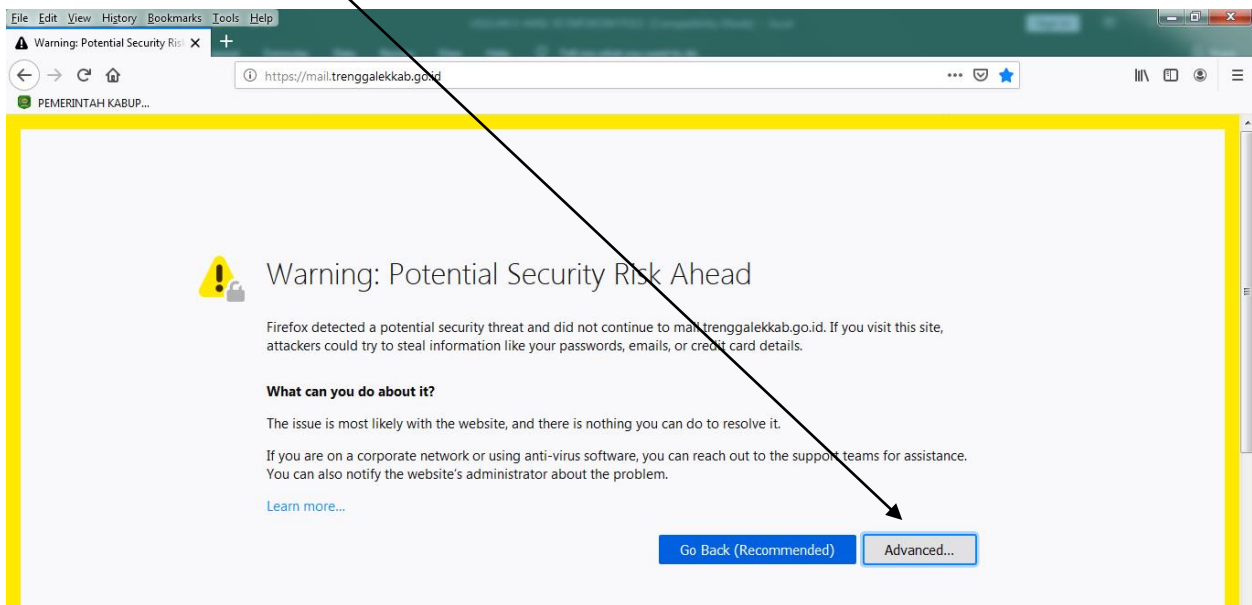 File Edit View History Bookmarks Tools Help
Warning: Potential Security Ris
https://mail.trenggalekkab.go.id
PEMERINTAH KABUP...
Warning: Potential Security Risk Ahead
Firefox detected a potential security threat and did not continue to mail.trenggalekkab.go.id. If you visit this site,
attackers could try to steal information like your passwords, emails, or credit card details.
What can you do about it?
The issue is most likely with the website, and there is nothing you can do to resolve it.
If you are on a corporate network or using anti-virus software, you can reach out to the support teams for assistance.
You can also notify the website's administrator about the problem.
Learn more...
Go Back (Recommended) Advanced...